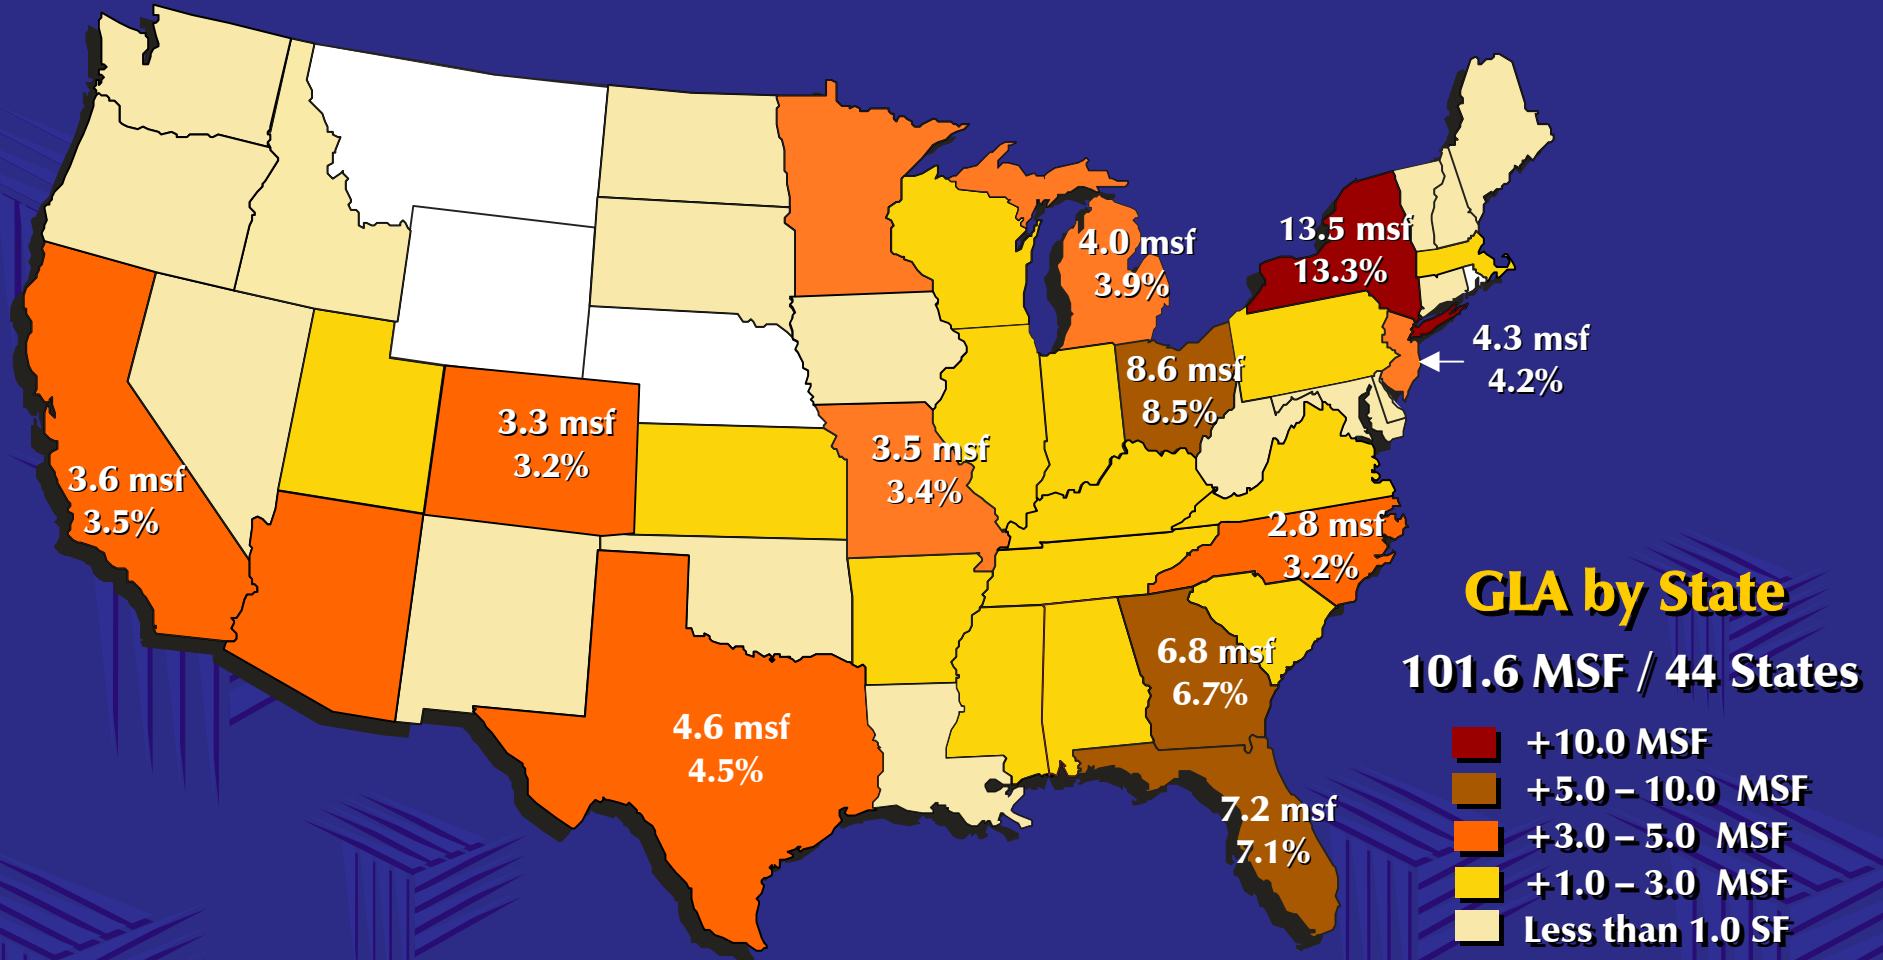 13.5 msf
13.3%
4.0 msf
3.9%
4.3 msf
4.2%
8.6 msf
8.5%
3.3 msf
3.2%
3.5 msf
3.4%
3.6 msf
3.5%
2.8 msf
3.2%
6.8 msf
6.7%
4.6 msf
4.5%
7.2 msf
7.1%
GLA by State
101.6 MSF / 44 States
+10.0 MSF
+5.0 – 10.0 MSF
+3.0 – 5.0 MSF
+1.0 – 3.0 MSF
Less than 1.0 SF